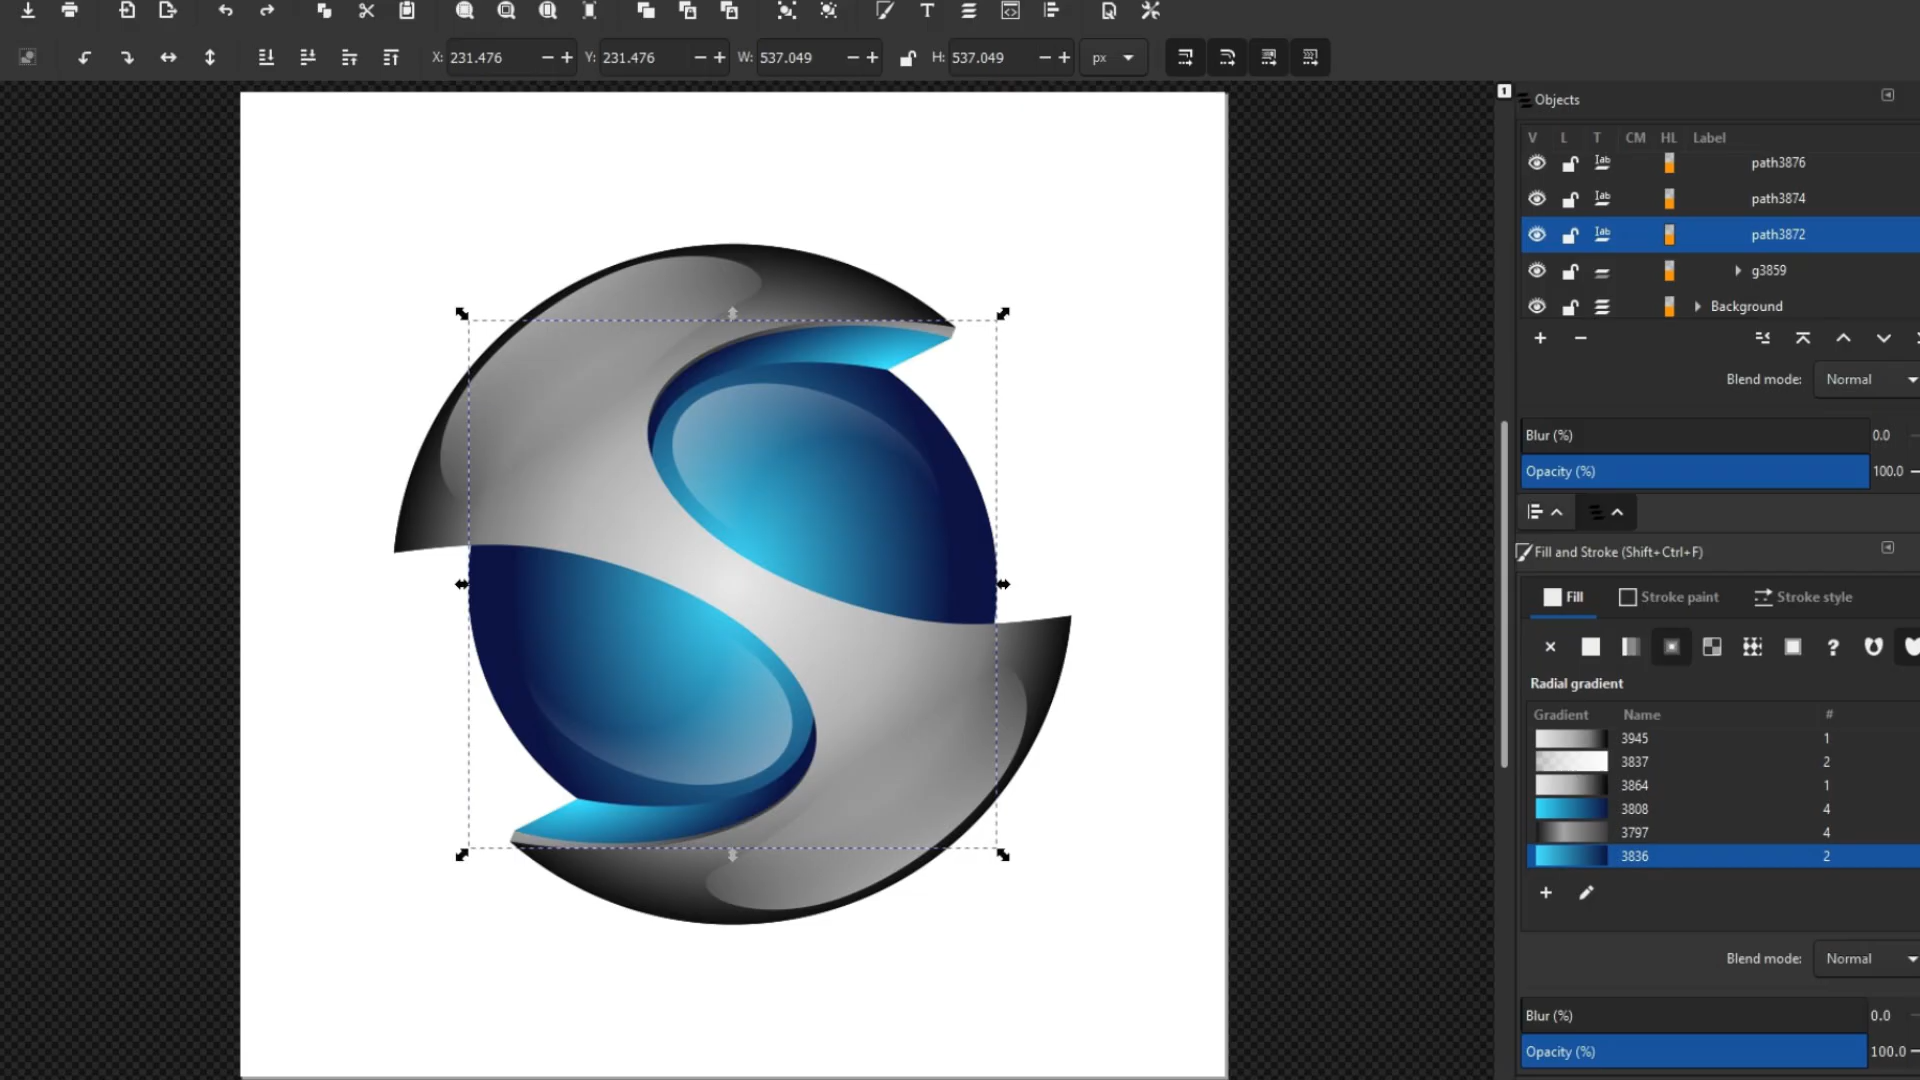 X: 231.476 Y: 231.476 W: 537.049 H: 537.049 px
1
Objects
V L T CM HL Label
path3876
path3874
path3872
g3859
Background
Blend mode: Normal
Blur (%) 0.0
Opacity (%) 100.0
Fill and Stroke (Shift+Ctrl+F)
Fill Stroke paint Stroke style
Radial gradient
Gradient Name #
3945 1
3837 2
3864 1
3808 4
3797 4
3836 2
Blend mode: Normal
Blur (%) 0.0
Opacity (%) 100.0